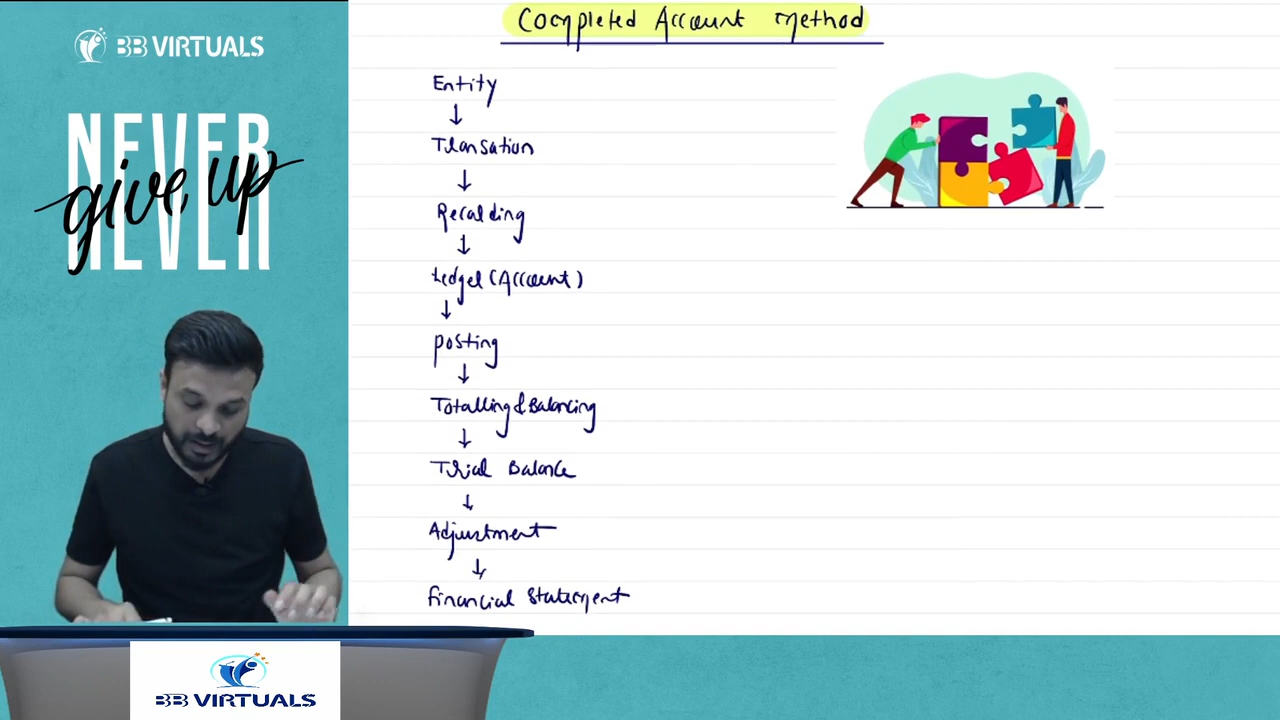 BB VIRTUALS
NEVER
give up
NEVER
Completed Account method
Entity
↓
Transation
↓
Recording
↓
Ledger (Account)
↓
posting
↓
Totalling & Balancing
↓
Trial Balance
↓
Adjustment
↓
Financial Statement
BB VIRTUALS